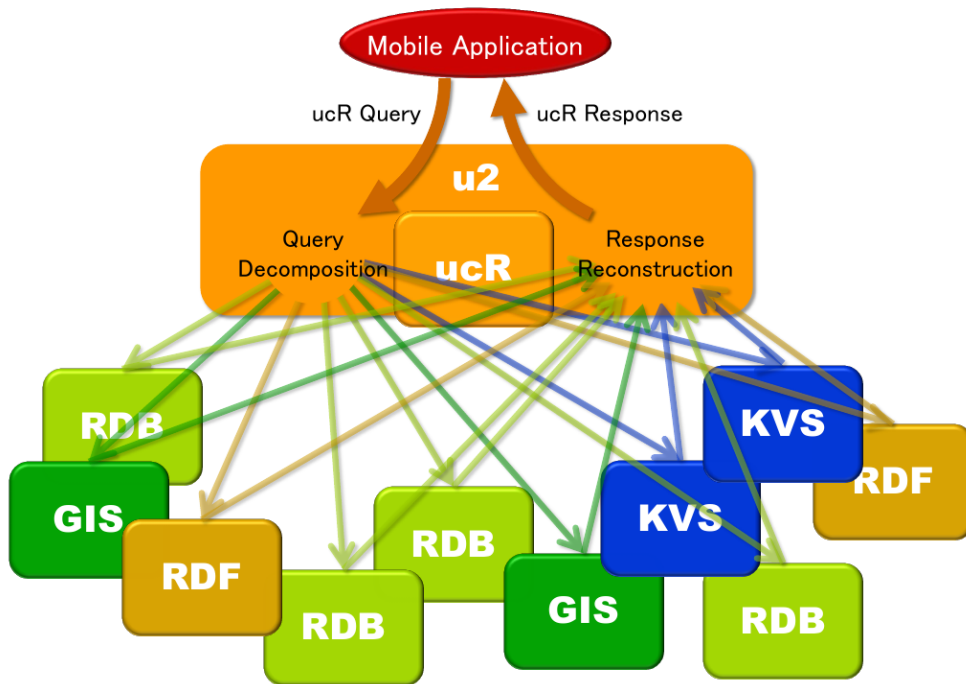 Mobile Application
ucR Query
ucR Response
u2
Query
Decomposition
ucR
Response
Reconstruction
RDB
GIS
RDF
RDB
RDB
GIS
KVS
KVS
RDB
RDF